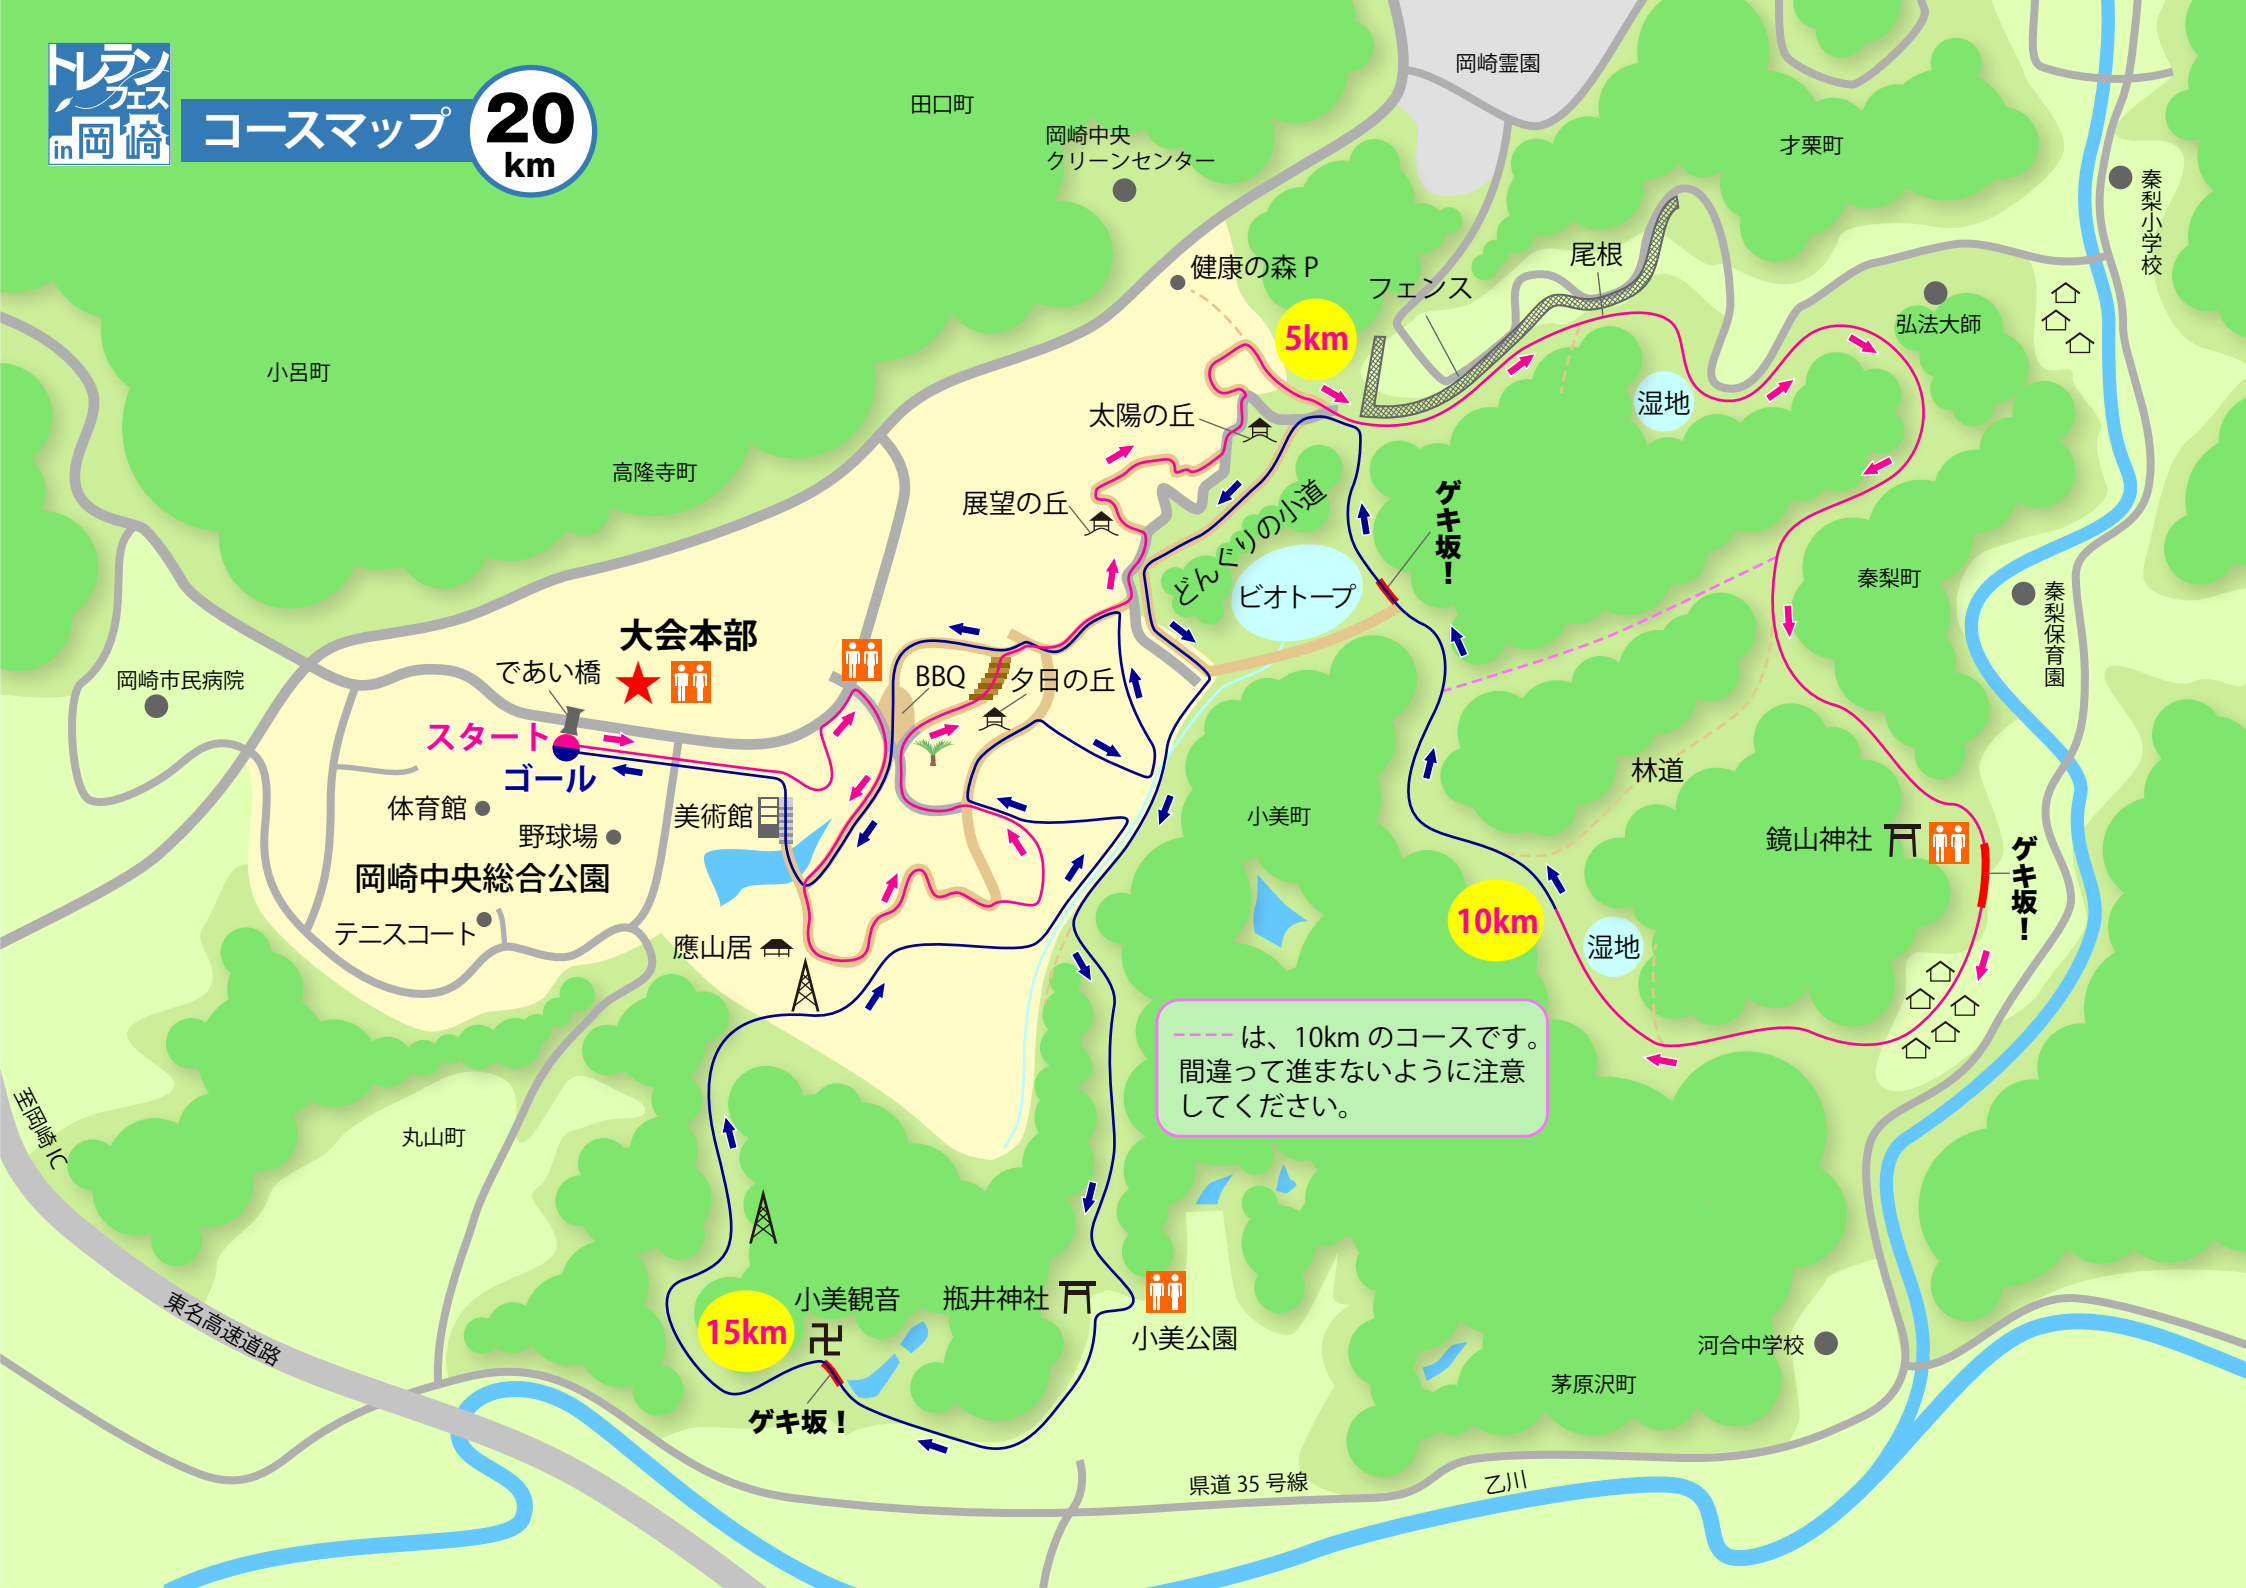 トレラン
フェス
in 岡崎
コースマップ
20
km
岡崎霊園
田口町
岡崎中央
クリーンセンター
才栗町
秦梨小学校
健康の森 P
フェンス
尾根
5km
弘法大師
小呂町
太陽の丘
湿地
高隆寺町
展望の丘
どんぐりの小道
ゲキ坂！
ビオトープ
秦梨町
秦梨保育園
大会本部
であい橋
BBQ
夕日の丘
岡崎市民病院
スタート
ゴール
林道
体育館
美術館
野球場
小美町
鏡山神社
ゲキ坂！
岡崎中央総合公園
テニスコート
應山居
10km
湿地
は、10km のコースです。
間違って進まないように注意
してください。
至岡崎 IC
丸山町
東名高速道路
15km
小美観音
瓶井神社
小美公園
河合中学校
茅原沢町
ゲキ坂！
県道 35 号線
乙川